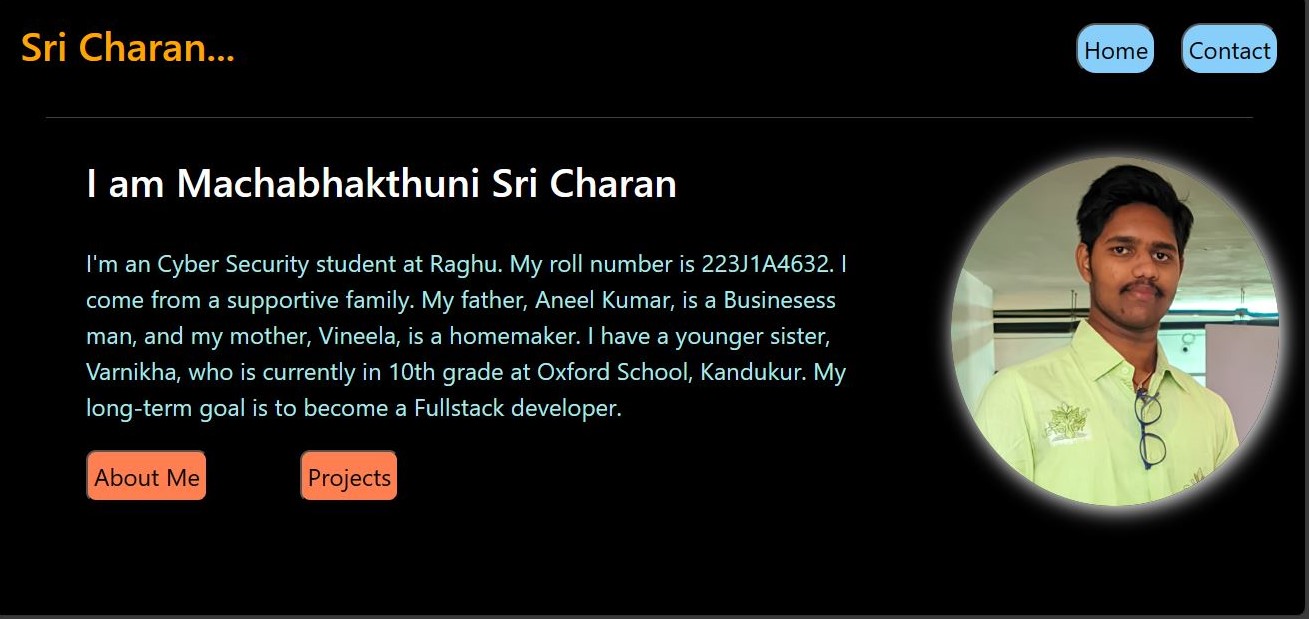 Sri Charan...
Home
Contact
I am Machabhakthuni Sri Charan
I'm an Cyber Security student at Raghu. My roll number is 223J1A4632. I
come from a supportive family. My father, Aneel Kumar, is a Businesess
man, and my mother, Vineela, is a homemaker. I have a younger sister,
Varnikha, who is currently in 10th grade at Oxford School, Kandukur. My
long-term goal is to become a Fullstack developer.
About Me
Projects